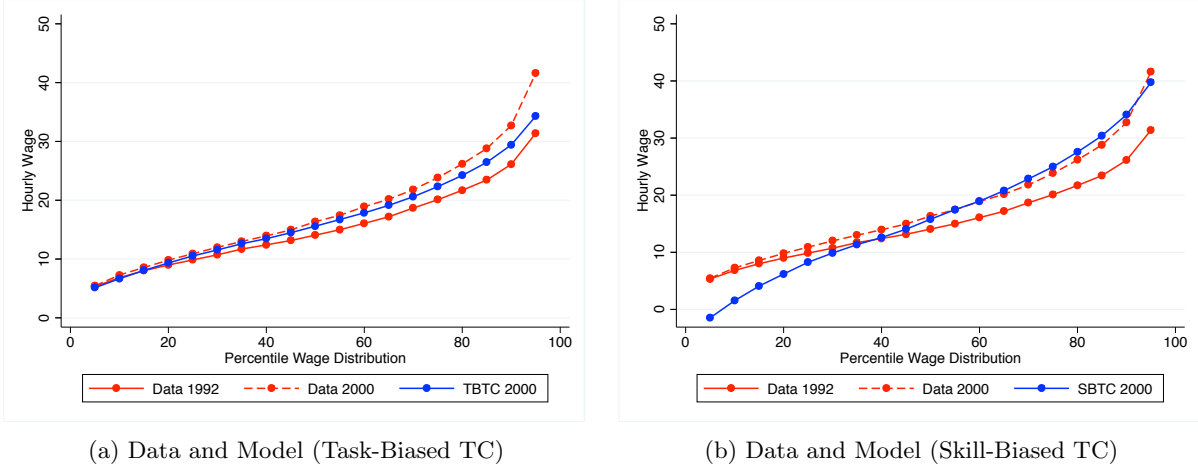 50
40
30
20
10
0
Hourly Wage
0 20 40 60 80 100
Percentile Wage Distribution
Data 1992 Data 2000 TBTC 2000
(a) Data and Model (Task-Biased TC)
50
40
30
20
10
0
Hourly Wage
0 20 40 60 80 100
Percentile Wage Distribution
Data 1992 Data 2000 SBTC 2000
(b) Data and Model (Skill-Biased TC)